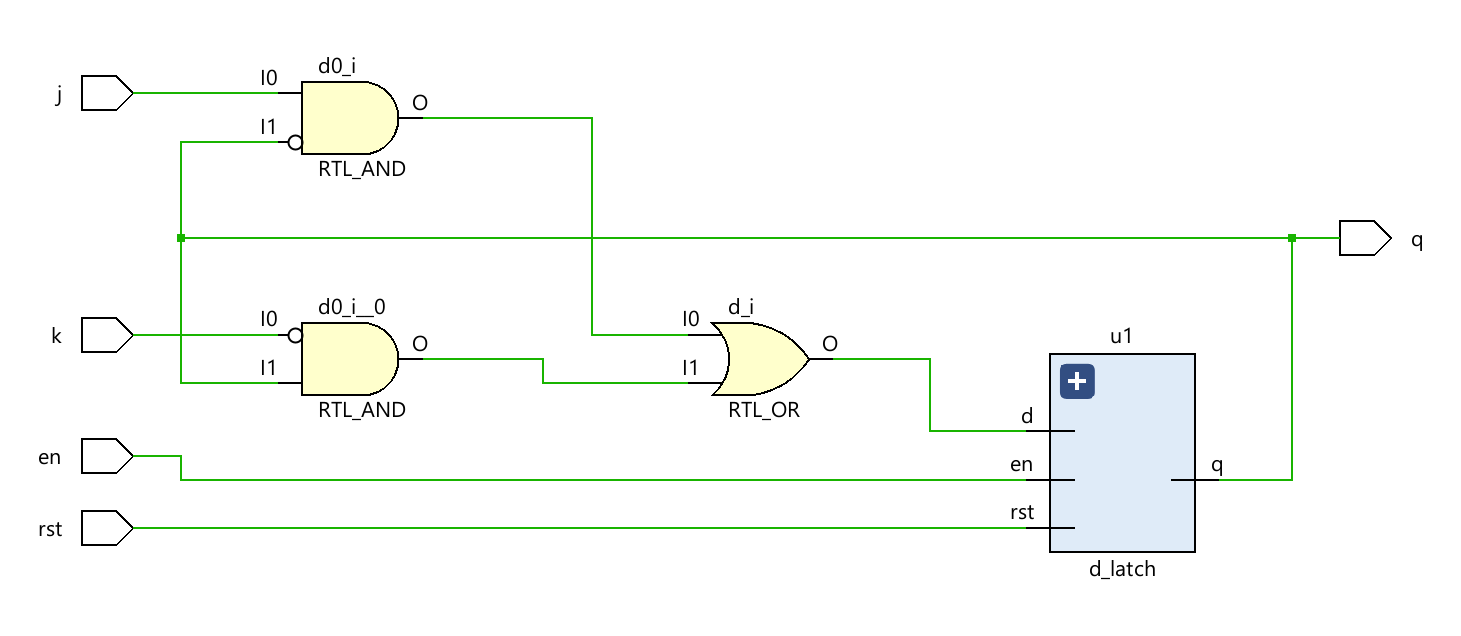 d0_i
I0
j
O
I1
RTL_AND
q
d0_i__0
d_i
I0
I0
k
u1
O
O
I1
I1
RTL_AND
RTL_OR
d
en
en
q
rst
rst
d_latch